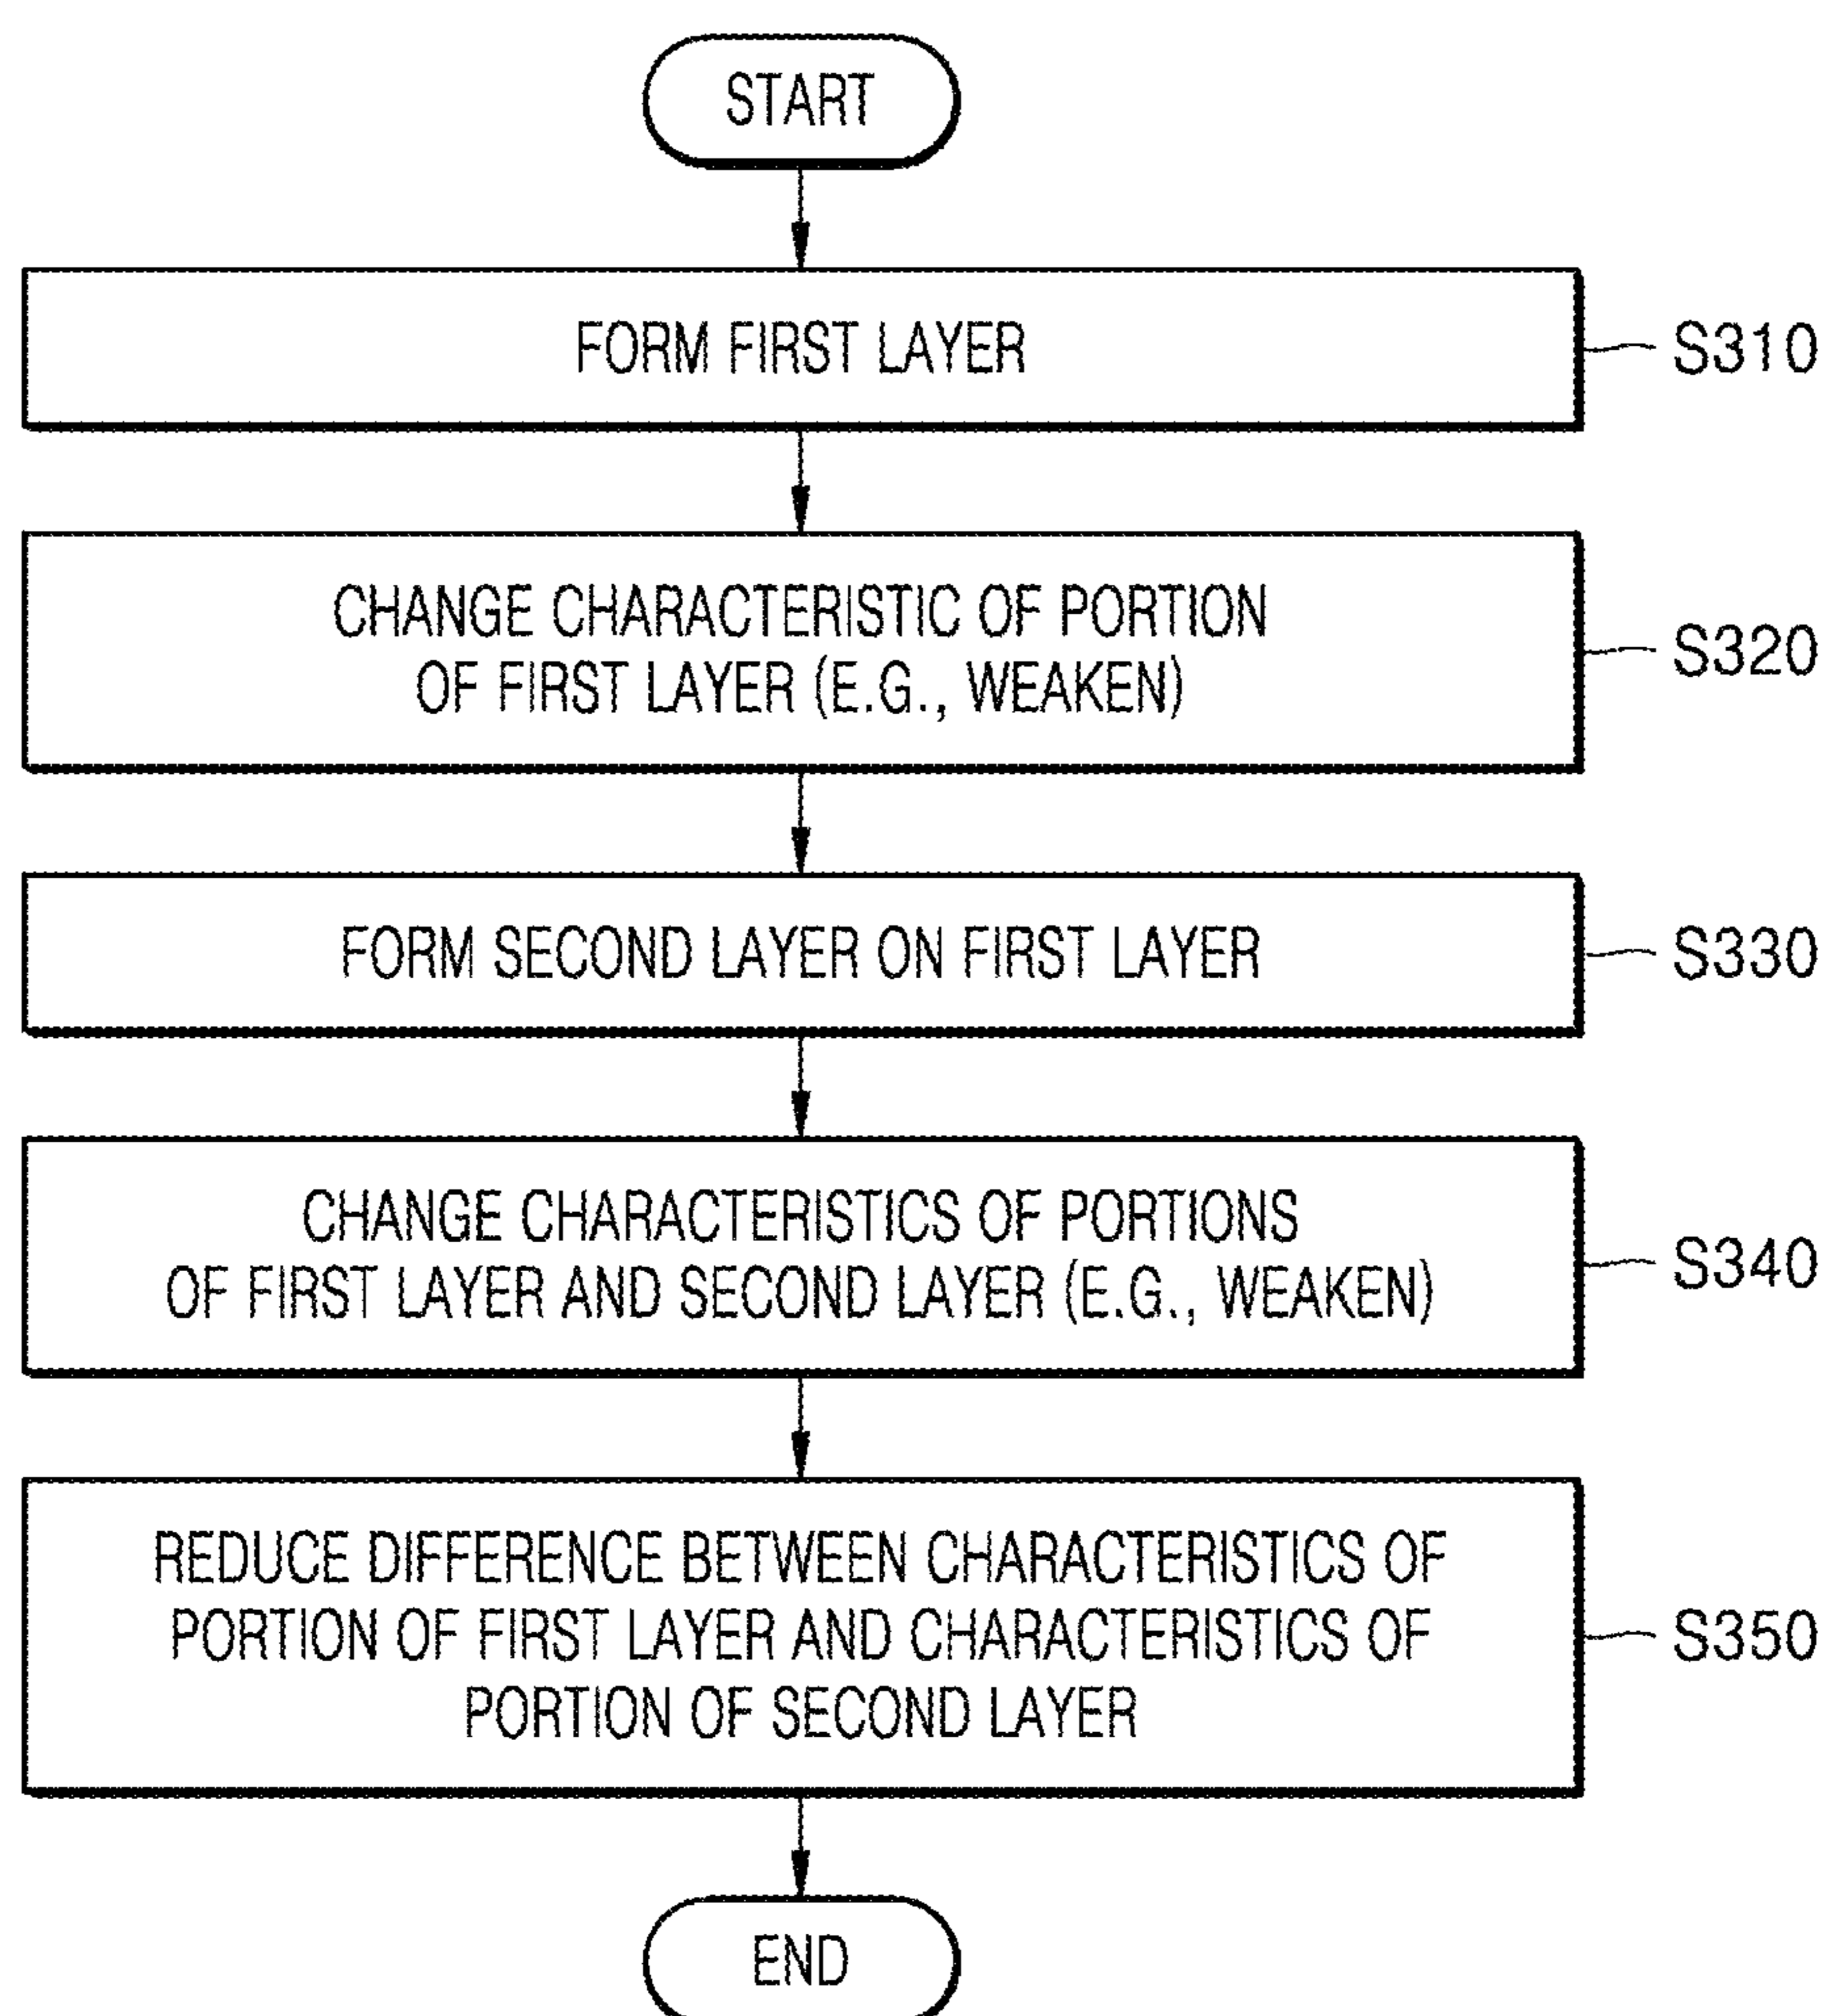 START
FORM FIRST LAYER
S310
CHANGE CHARACTERISTIC OF PORTION
OF FIRST LAYER (E.G., WEAKEN)
S320
FORM SECOND LAYER ON FIRST LAYER
S330
CHANGE CHARACTERISTICS OF PORTIONS
OF FIRST LAYER AND SECOND LAYER (E.G., WEAKEN)
S340
REDUCE DIFFERENCE BETWEEN CHARACTERISTICS OF
PORTION OF FIRST LAYER AND CHARACTERISTICS OF
PORTION OF SECOND LAYER
S350
END